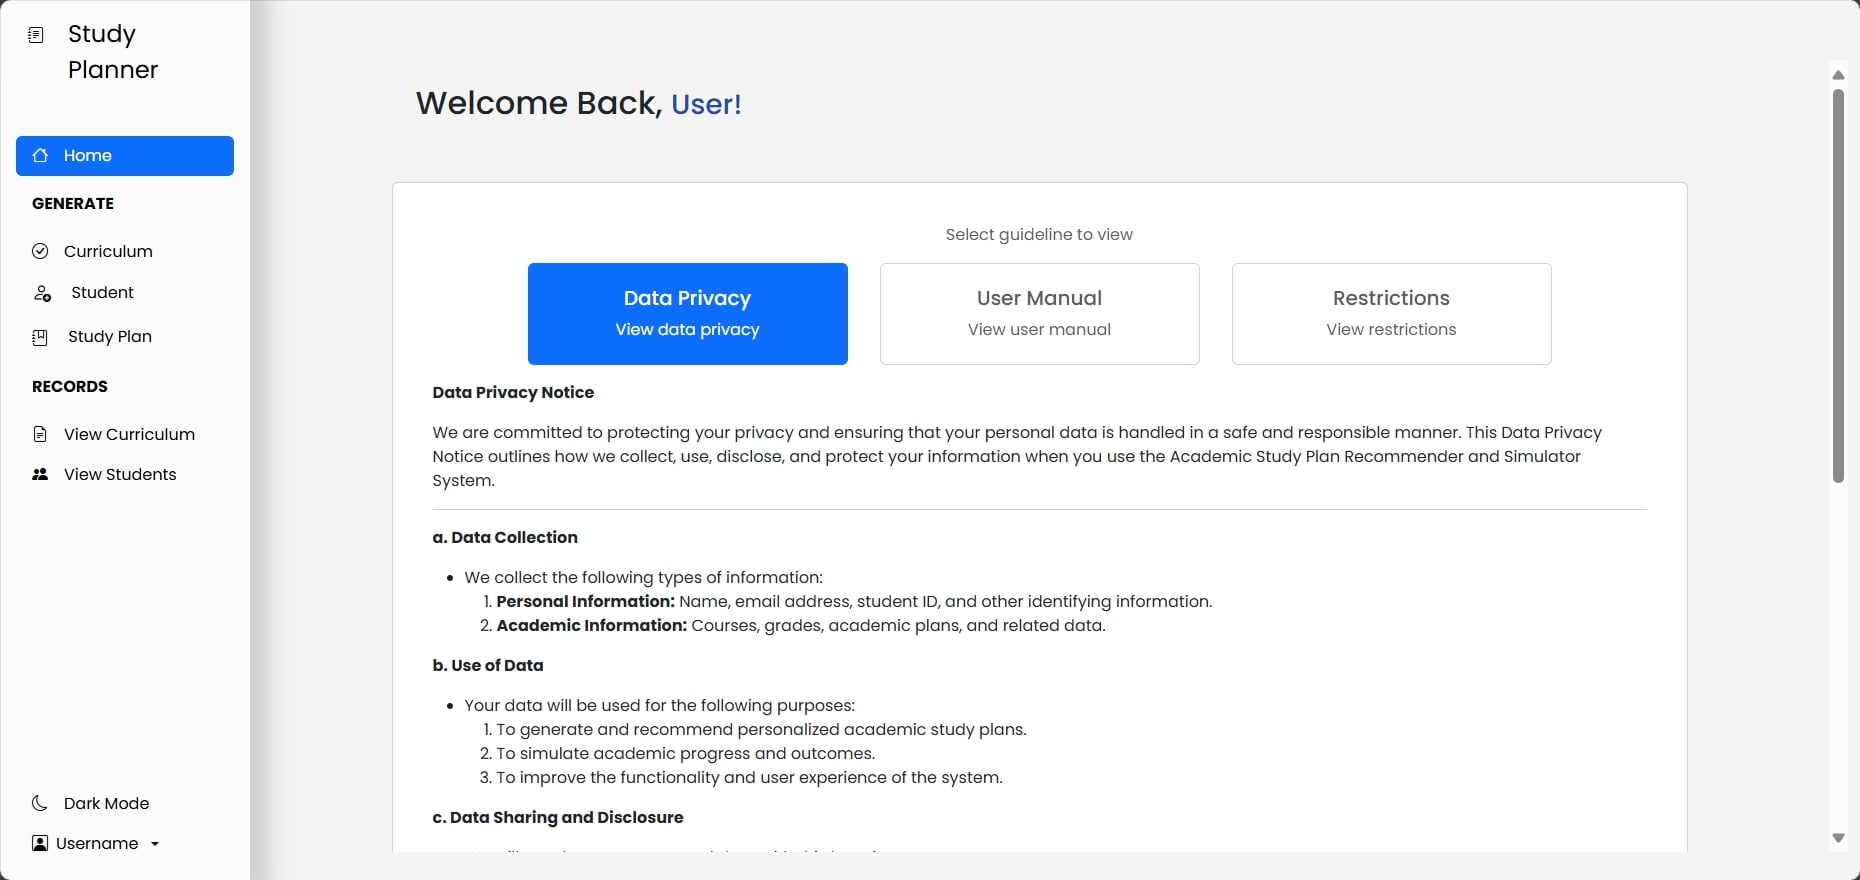 Study
Planner
Home
GENERATE
Curriculum
Student
Study Plan
RECORDS
View Curriculum
View Students
Dark Mode
Username
Welcome Back, User!
Select guideline to view
Data Privacy
View data privacy
User Manual
View user manual
Restrictions
View restrictions
Data Privacy Notice
We are committed to protecting your privacy and ensuring that your personal data is handled in a safe and responsible manner. This Data Privacy
Notice outlines how we collect, use, disclose, and protect your information when you use the Academic Study Plan Recommender and Simulator
System.
a. Data Collection
We collect the following types of information:
1. Personal Information: Name, email address, student ID, and other identifying information.
2. Academic Information: Courses, grades, academic plans, and related data.
b. Use of Data
Your data will be used for the following purposes:
1. To generate and recommend personalized academic study plans.
2. To simulate academic progress and outcomes.
3. To improve the functionality and user experience of the system.
c. Data Sharing and Disclosure